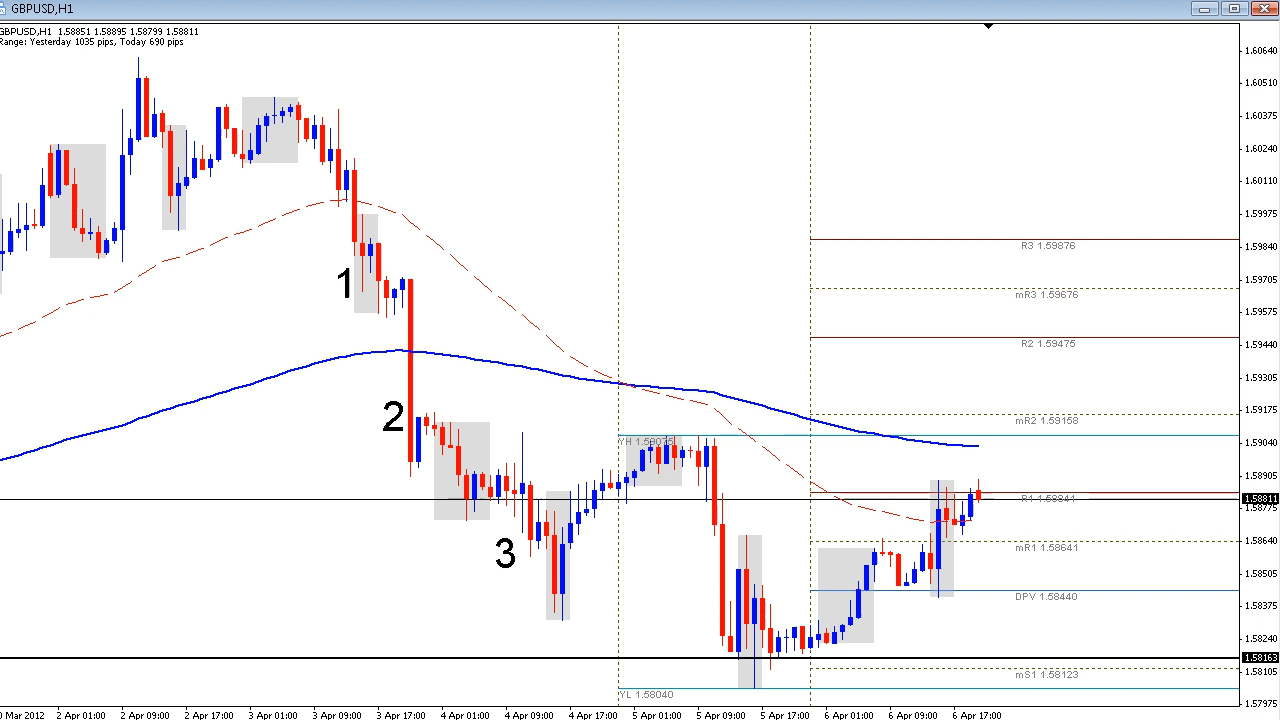 GBPUSD,H1
GBPUSD,H1 1.58851 1.58895 1.58799 1.58811
Range: Yesterday 1035 pips, Today 690 pips
1.60640
1.60510
1.60375
1.60240
1.60110
1.59975
R3 1.59876
1.59840
1
1.59705
mR3 1.59676
1.59575
R2 1.59475
1.59440
1.59305
2
1.59175
mR2 1.59158
YH 1.59075
1.59040
1.58905
R1 1.58841
1.58811
1.58775
3
1.58640
mR1 1.58641
1.58505
DPV 1.58440
1.58375
1.58240
1.58163
mS1 1.58123
1.58105
YL 1.58040
1.57975
Mar 2012 2 Apr 01:00 2 Apr 09:00 2 Apr 17:00 3 Apr 01:00 3 Apr 09:00 3 Apr 17:00 4 Apr 01:00 4 Apr 09:00 4 Apr 17:00 5 Apr 01:00 5 Apr 09:00 5 Apr 17:00 6 Apr 01:00 6 Apr 09:00 6 Apr 17:00